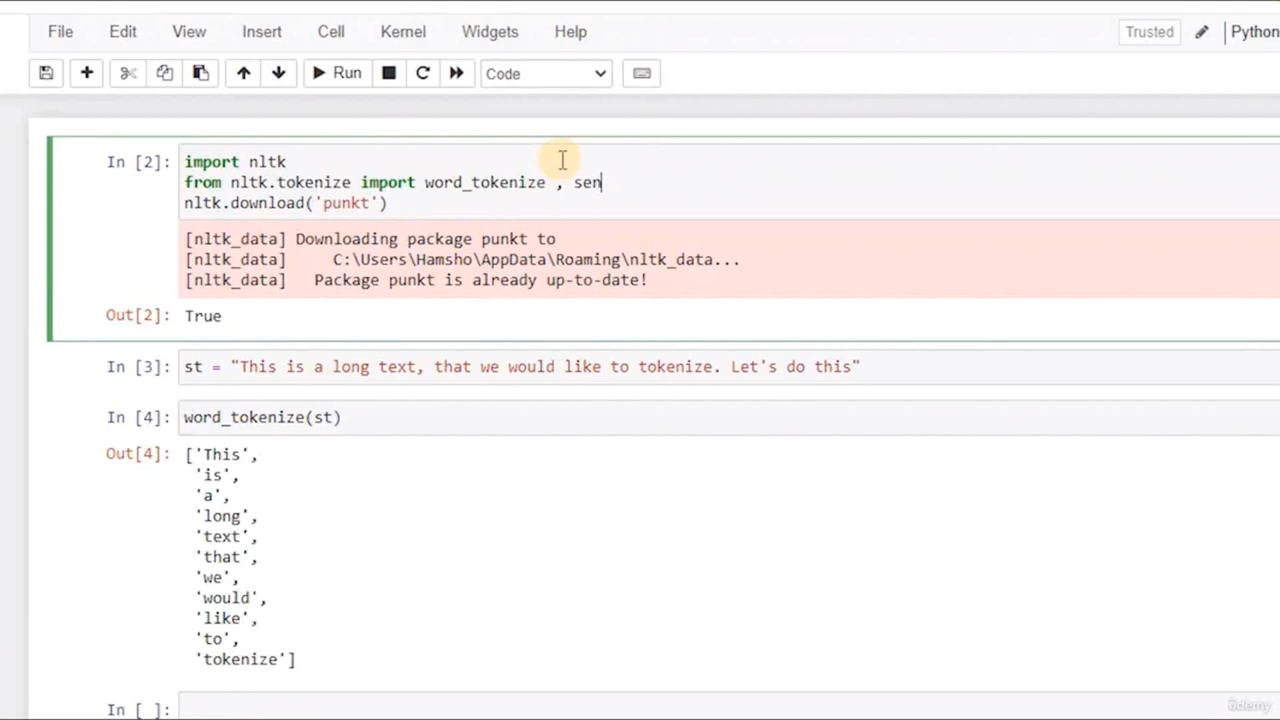 File Edit View Insert Cell Kernel Widgets Help Trusted Python
Run Code
In [2]: import nltk
from nltk.tokenize import word_tokenize , sen
nltk.download('punkt')
[nltk_data] Downloading package punkt to
[nltk_data]     C:\Users\Hamsho\AppData\Roaming\nltk_data...
[nltk_data]   Package punkt is already up-to-date!
Out[2]: True
In [3]: st = "This is a long text, that we would like to tokenize. Let's do this"
In [4]: word_tokenize(st)
Out[4]: ['This',
'is',
'a',
'long',
'text',
'that',
'we',
'would',
'like',
'to',
'tokenize']
In [ ]:
ûdemy